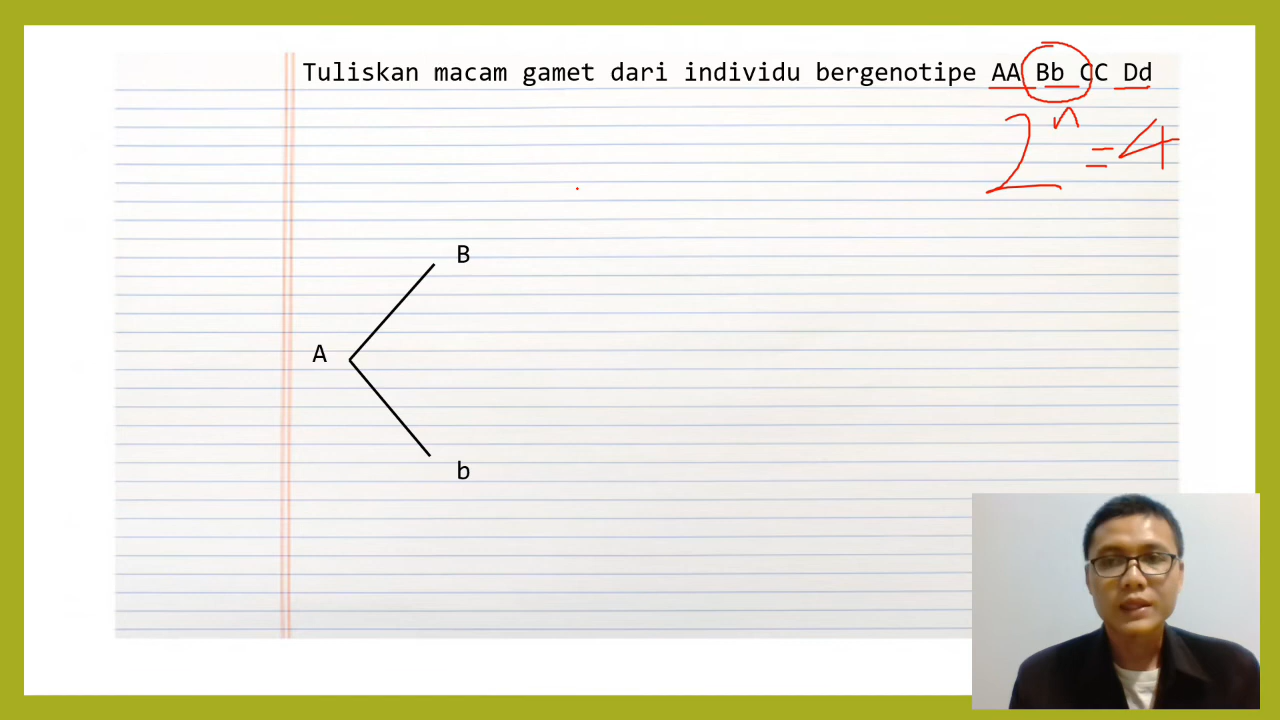 Tuliskan macam gamet dari individu bergenotipe AA Bb CC Dd
2ⁿ = 4
B
A
b